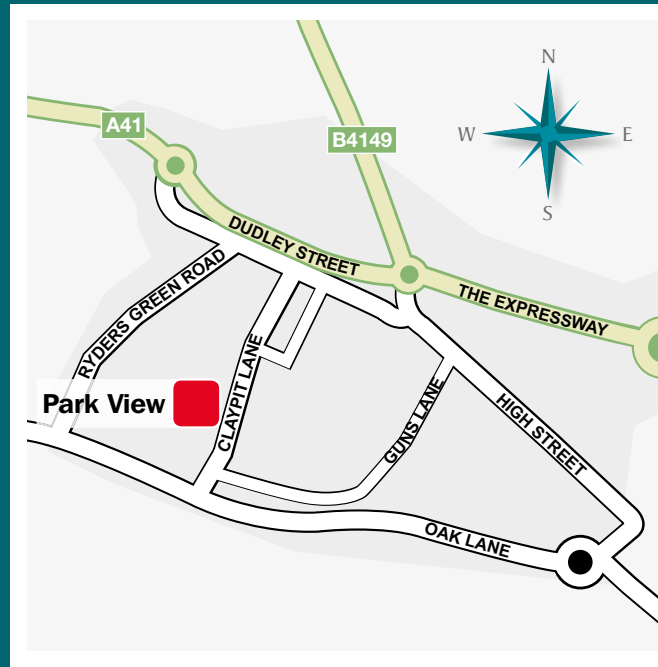 N
A41
B4149
W
E
S
DUDLEY STREET
RYDERS GREEN ROAD
THE EXPRESSWAY
CLAYPIT LANE
Park View
GUNS LANE
HIGH STREET
OAK LANE